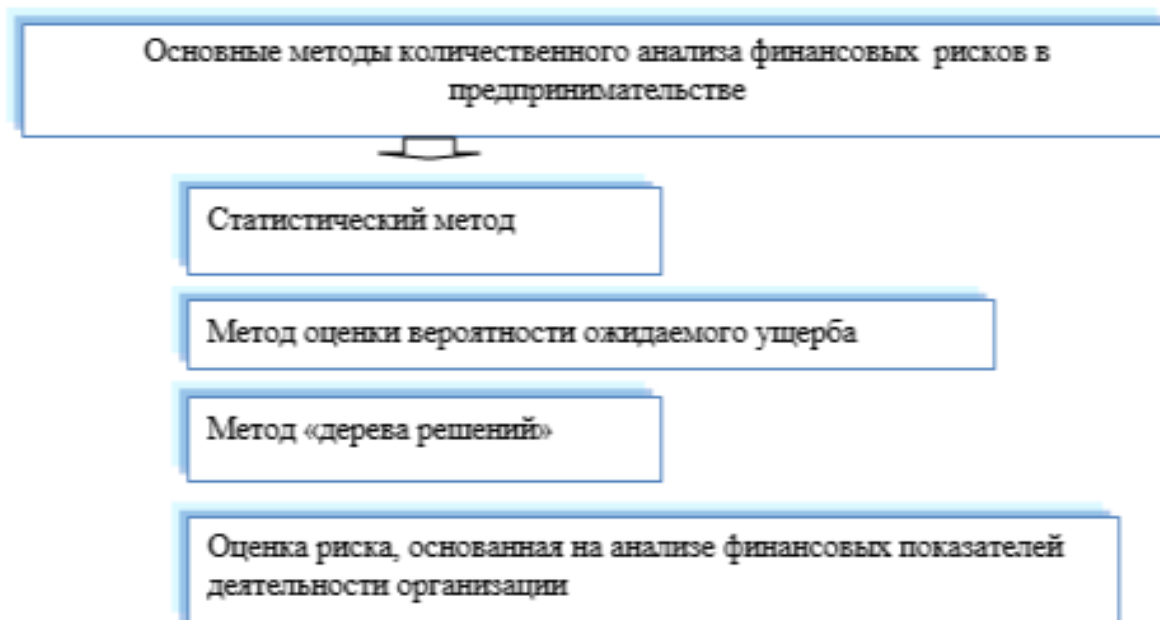 Основные методы количественного анализа финансовых рисков в
предпринимательстве
Статистический метод
Метод оценки вероятности ожидаемого ущерба
Метод «дерева решений»
Оценка риска, основанная на анализе финансовых показателей
деятельности организации